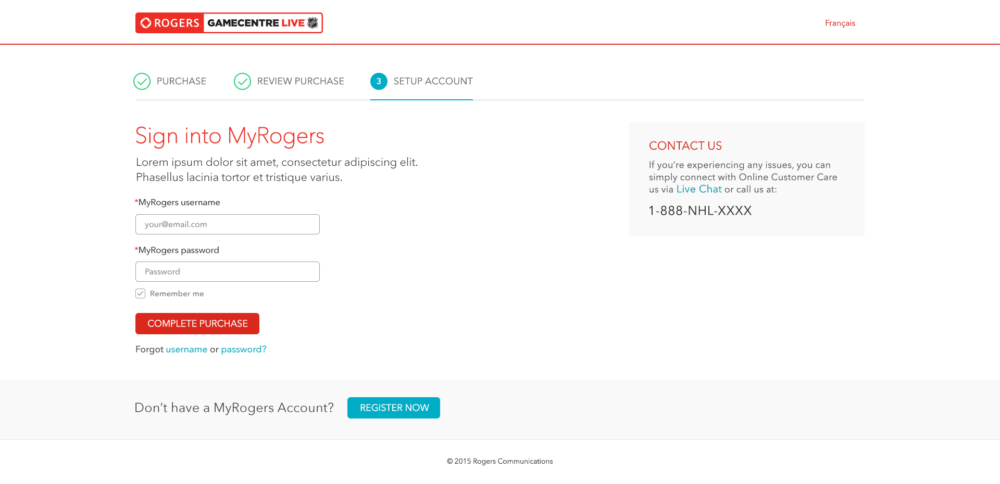 ROGERS™ GAMECENTRE LIVE
Français
PURCHASE
REVIEW PURCHASE
3 SETUP ACCOUNT
Sign into MyRogers
Lorem ipsum dolor sit amet, consectetur adipiscing elit.
Phasellus lacinia tortor et tristique varius.
*MyRogers username
your@email.com
*MyRogers password
Password
Remember me
COMPLETE PURCHASE
Forgot username or password?
CONTACT US
If you’re experiencing any issues, you can
simply connect with Online Customer Care
us via Live Chat or call us at:
1-888-NHL-XXXX
Don’t have a MyRogers Account?
REGISTER NOW
© 2015 Rogers Communications